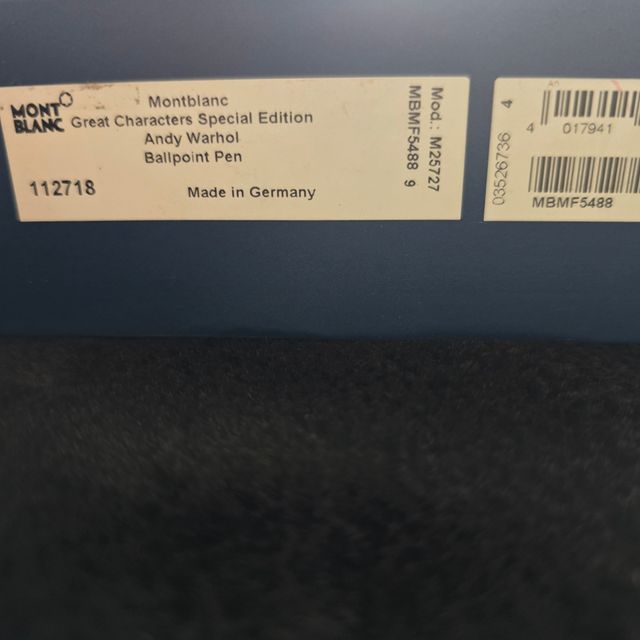 MONT
BLANC
Montblanc
Great Characters Special Edition
Andy Warhol
Ballpoint Pen
112718
Made in Germany
Mod.: M25727
MBMF5488 9
03526736 4
4 017941
MBMF5488